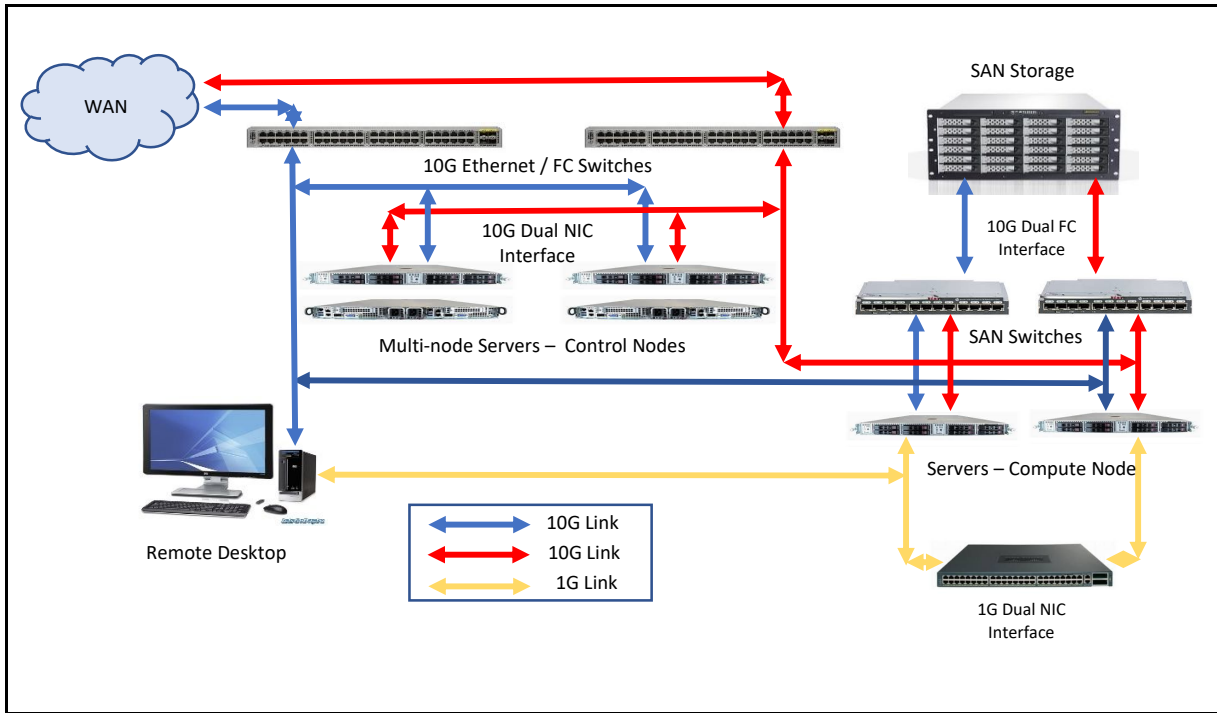 WAN
SAN Storage
10G Ethernet / FC Switches
10G Dual NIC
Interface
10G Dual FC
Interface
Multi-node Servers – Control Nodes
SAN Switches
Servers – Compute Node
Remote Desktop
10G Link
10G Link
1G Link
1G Dual NIC
Interface